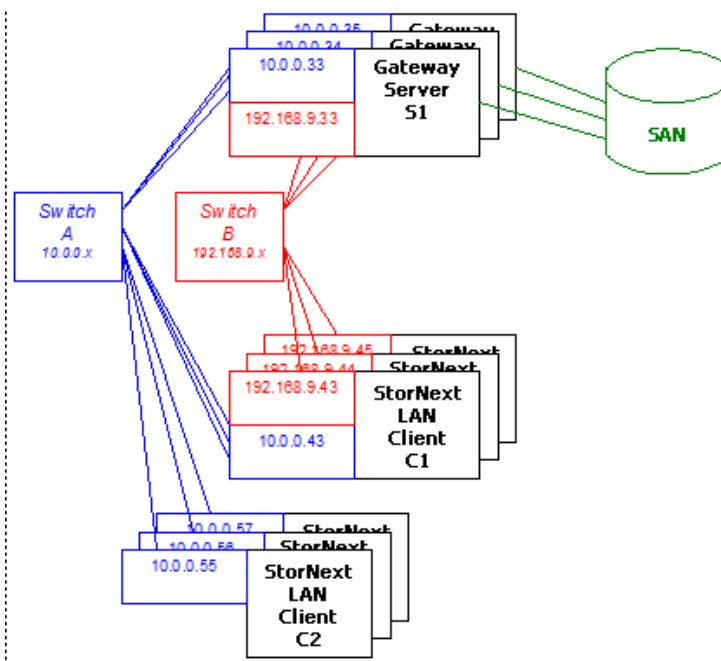 10.0.0.35
Gateway
10.0.0.34
Gateway
10.0.0.33
Gateway
Server
S1
192.168.9.33
SAN
Switch
A
10.0.0.x
Switch
B
192.168.9.x
192.168.9.45
StorNext
192.168.9.44
StorNext
192.168.9.43
StorNext
LAN
Client
C1
10.0.0.43
10.0.0.57
StorNext
10.0.0.56
StorNext
10.0.0.55
StorNext
LAN
Client
C2